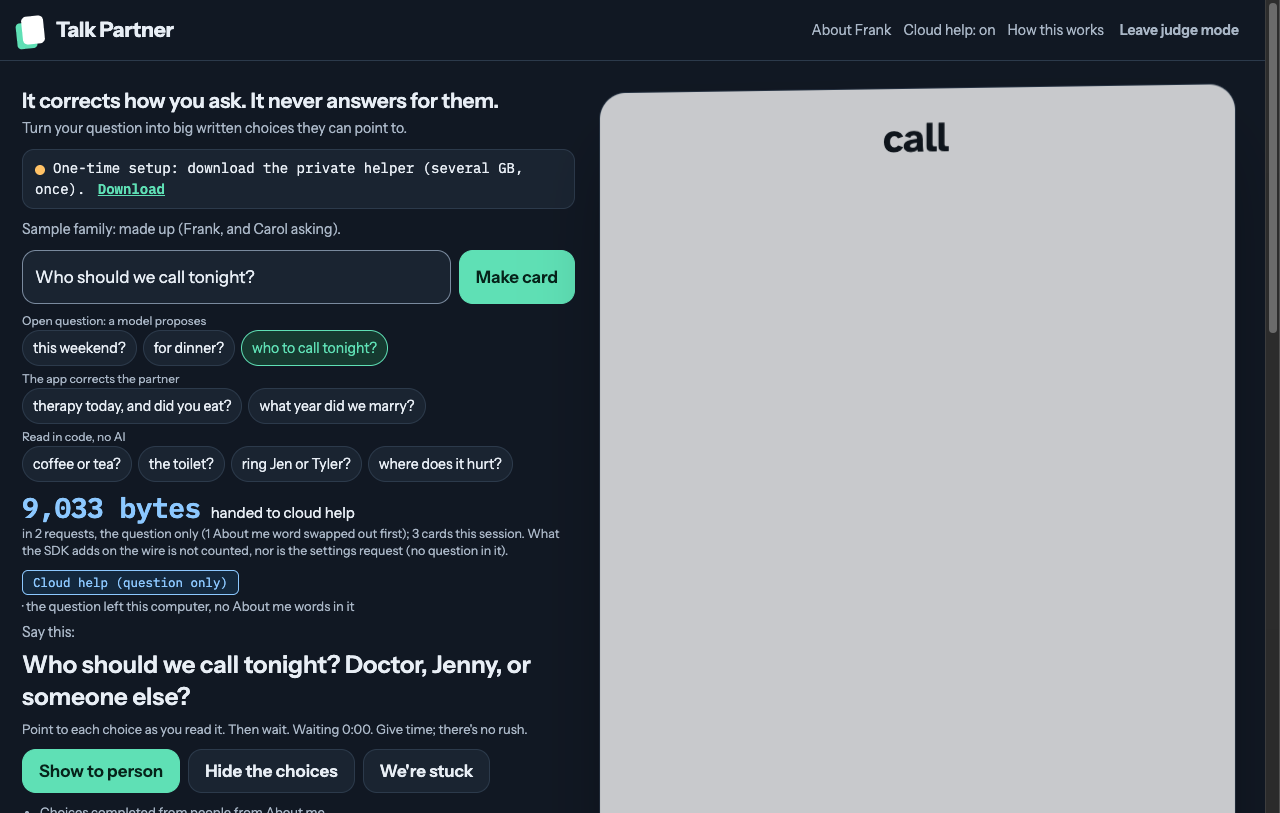 Talk Partner
About Frank Cloud help: on How this works Leave judge mode
It corrects how you ask. It never answers for them.
Turn your question into big written choices they can point to.
One-time setup: download the private helper (several GB,
once). Download
Sample family: made up (Frank, and Carol asking).
Who should we call tonight? Make card
Open question: a model proposes
this weekend? for dinner? who to call tonight?
The app corrects the partner
therapy today, and did you eat? what year did we marry?
Read in code, no AI
coffee or tea? the toilet? ring Jen or Tyler? where does it hurt?
9,033 bytes handed to cloud help
in 2 requests, the question only (1 About me word swapped out first); 3 cards this session. What
the SDK adds on the wire is not counted, nor is the settings request (no question in it).
Cloud help (question only)
· the question left this computer, no About me words in it
Say this:
Who should we call tonight? Doctor, Jenny, or
someone else?
Point to each choice as you read it. Then wait. Waiting 0:00. Give time; there's no rush.
Show to person Hide the choices We're stuck
Choices completed from people from About me
call